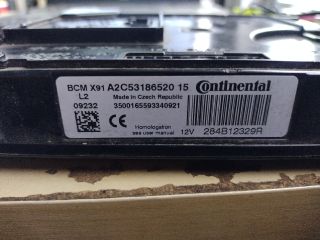 BCM X91 A2C53186520 15 Continental
L2 Made in Czech Republic
09232 3500165593340921
Homologation
see user manual 12V 284B12329R